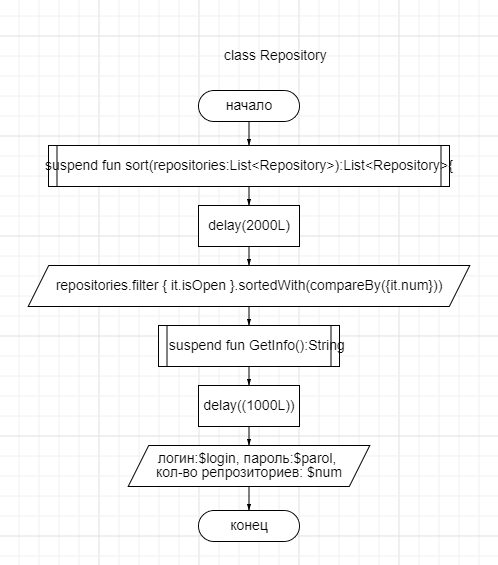 class Repository
начало
suspend fun sort(repositories:List<Repository>):List<Repository>{
delay(2000L)
repositories.filter { it.isOpen }.sortedWith(compareBy({it.num}))
suspend fun GetInfo():String
delay((1000L))
логин:$login, пароль:$parol,
кол-во репрозиториев: $num
конец